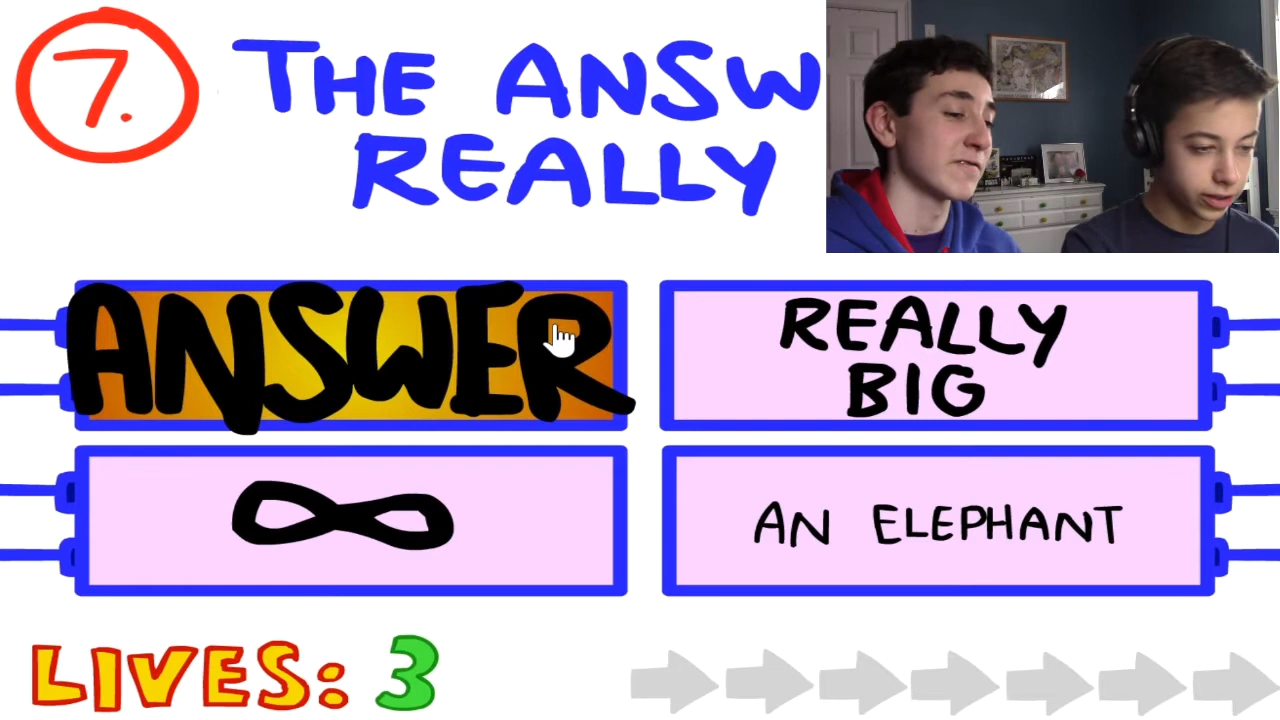 7. THE ANSW
REALLY
ANSWER
REALLY
BIG
∞
AN ELEPHANT
LIVES: 3